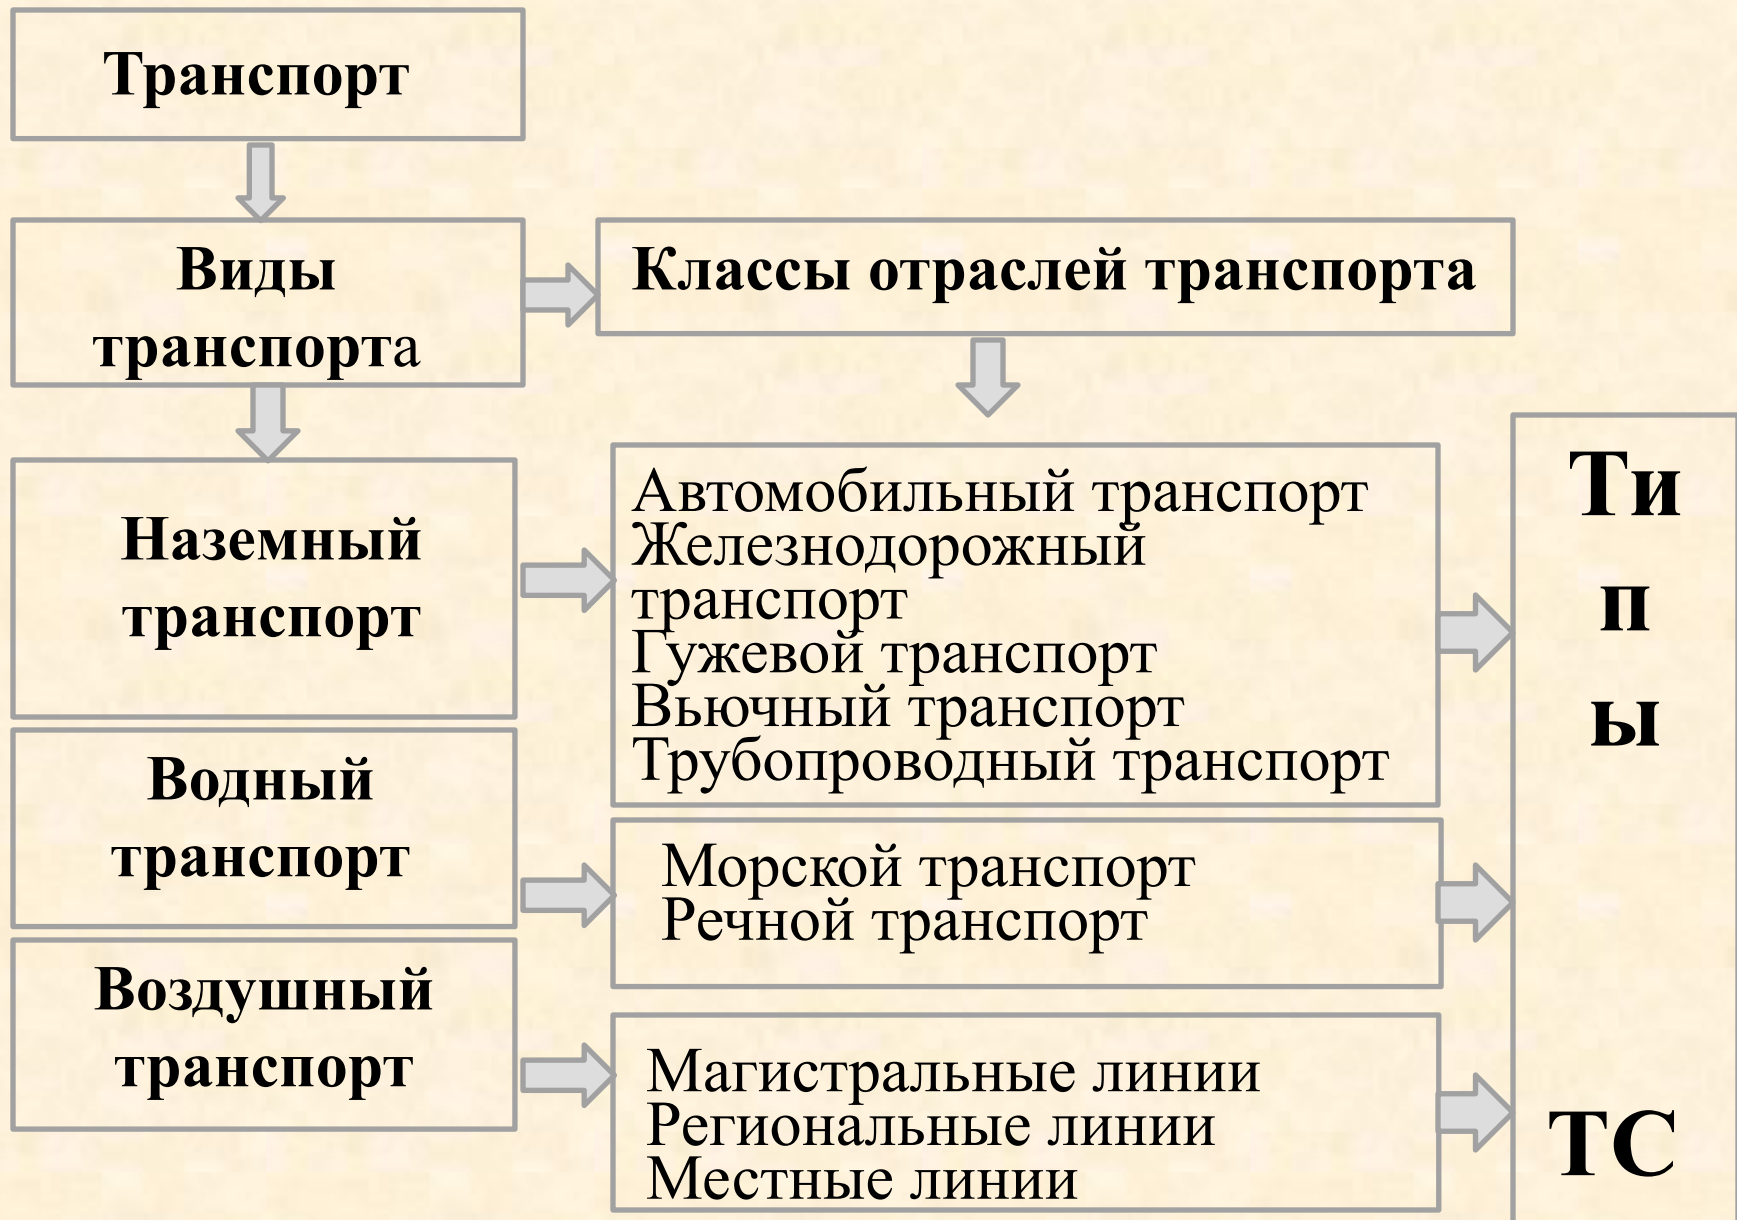 Транспорт
Виды
транспорта
Классы отраслей транспорта
Наземный
транспорт
Автомобильный транспорт
Железнодорожный
транспорт
Гужевой транспорт
Вьючный транспорт
Трубопроводный транспорт
Водный
транспорт
Морской транспорт
Речной транспорт
Воздушный
транспорт
Магистральные линии
Региональные линии
Местные линии
Ти
п
ы
ТС